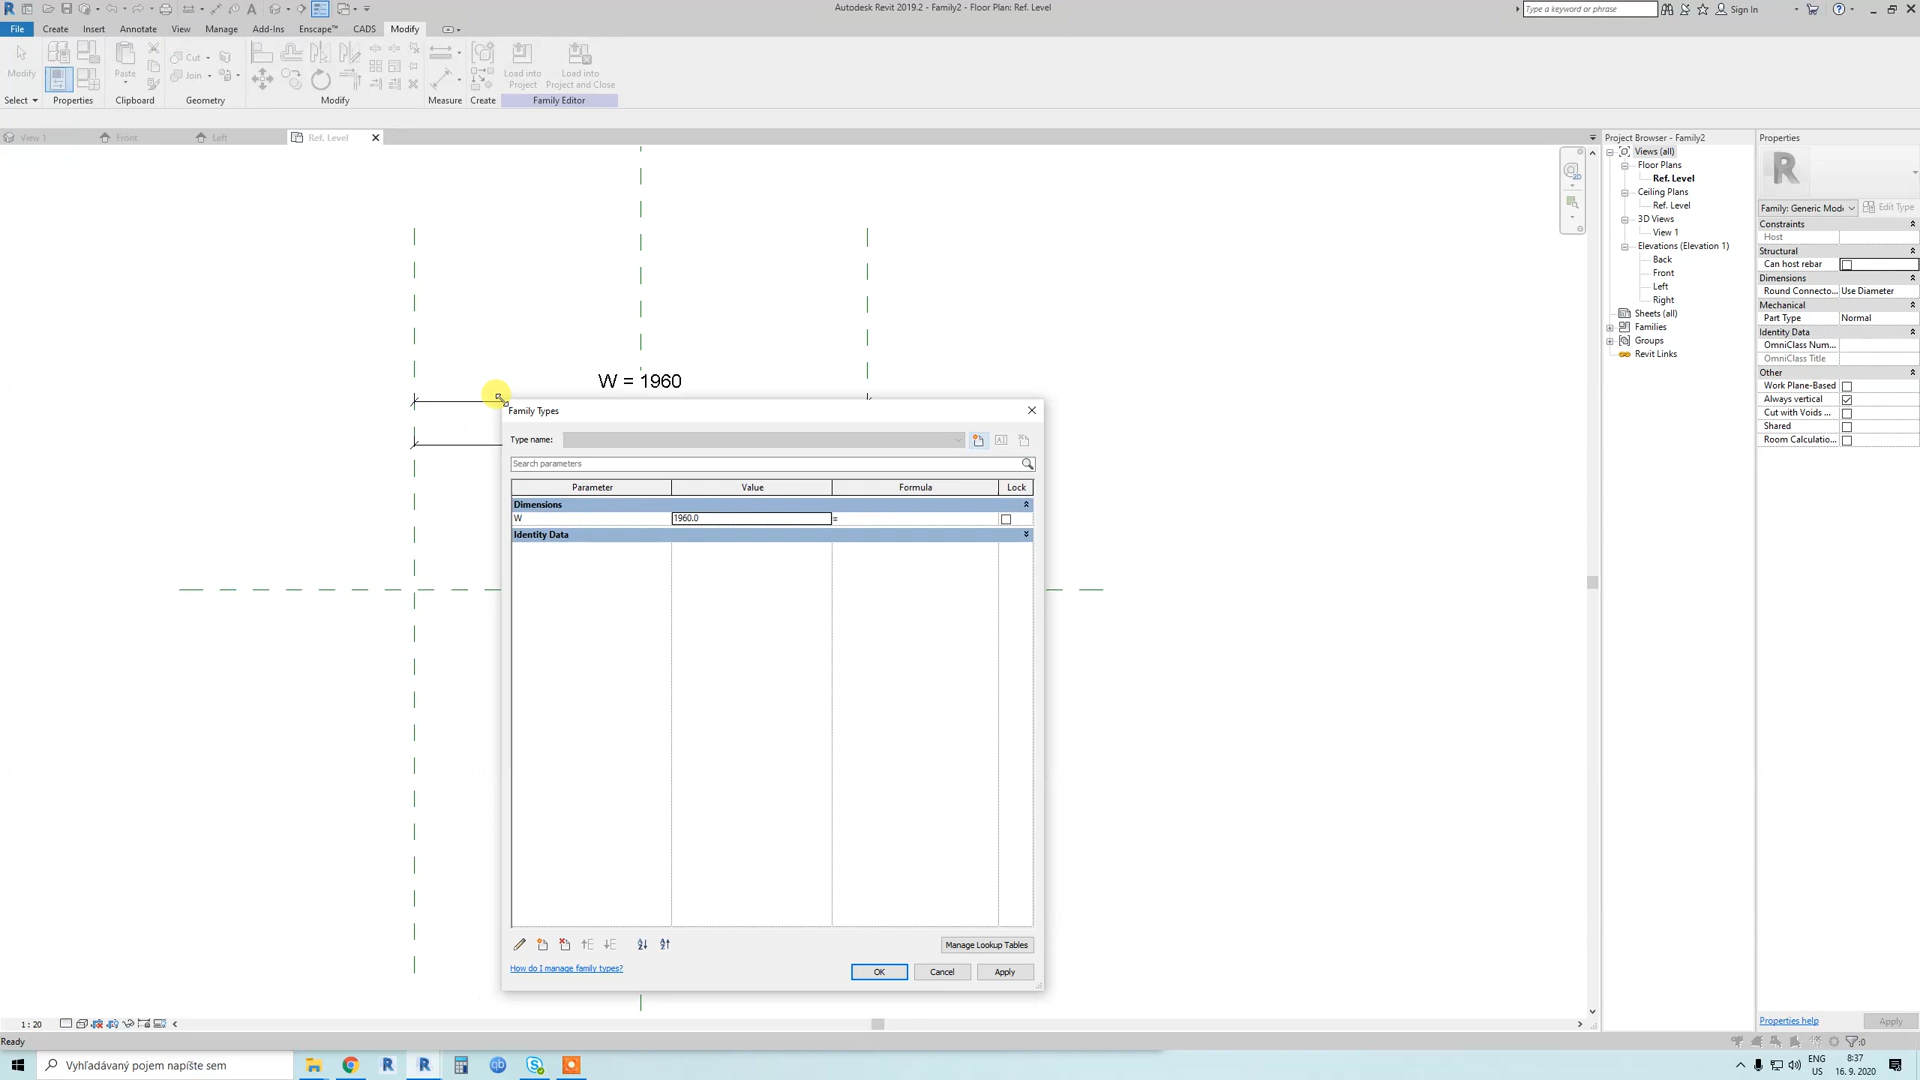 Autodesk Revit 2019.2 - Family2 - Floor Plan: Ref. Level
Type a keyword or phrase
Sign In
File Create Insert Annotate View Manage Add-Ins Enscape™ CADS Modify
Modify
Paste
Cut
Join
Load into Project
Load into Project and Close
Select Properties Clipboard Geometry Modify Measure Create Family Editor
View 1 Front Left Ref. Level
W = 1960
Family Types
Type name:
Search parameters
Parameter Value Formula Lock
Dimensions
W 1960.0 =
Identity Data
Manage Lookup Tables
How do I manage family types?
OK Cancel Apply
Project Browser - Family2
Views (all)
Floor Plans
Ref. Level
Ceiling Plans
Ref. Level
3D Views
View 1
Elevations (Elevation 1)
Back
Front
Left
Right
Sheets (all)
Families
Groups
Revit Links
Properties
R
Family: Generic Mode
Edit Type
Constraints
Host
Structural
Can host rebar
Dimensions
Round Connecto... Use Diameter
Mechanical
Part Type Normal
Identity Data
OmniClass Num...
OmniClass Title
Other
Work Plane-Based
Always vertical
Cut with Voids ...
Shared
Room Calculatio...
Properties help
Apply
1 : 20
Ready
:0
Vyhľadávaný pojem napíšte sem
R
R
qb
S
ENG
US
8:37
16. 9. 2020